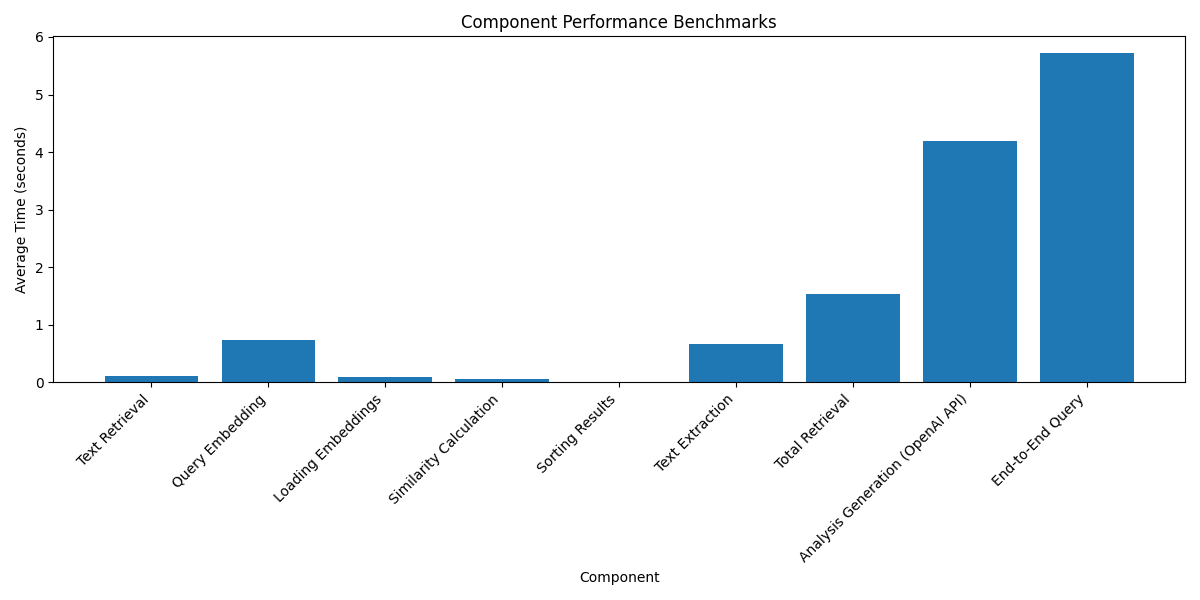 Component Performance Benchmarks
Average Time (seconds)
6
5
4
3
2
1
0
Text Retrieval
Query Embedding
Loading Embeddings
Similarity Calculation
Sorting Results
Text Extraction
Total Retrieval
Analysis Generation (OpenAI API)
End-to-End Query
Component